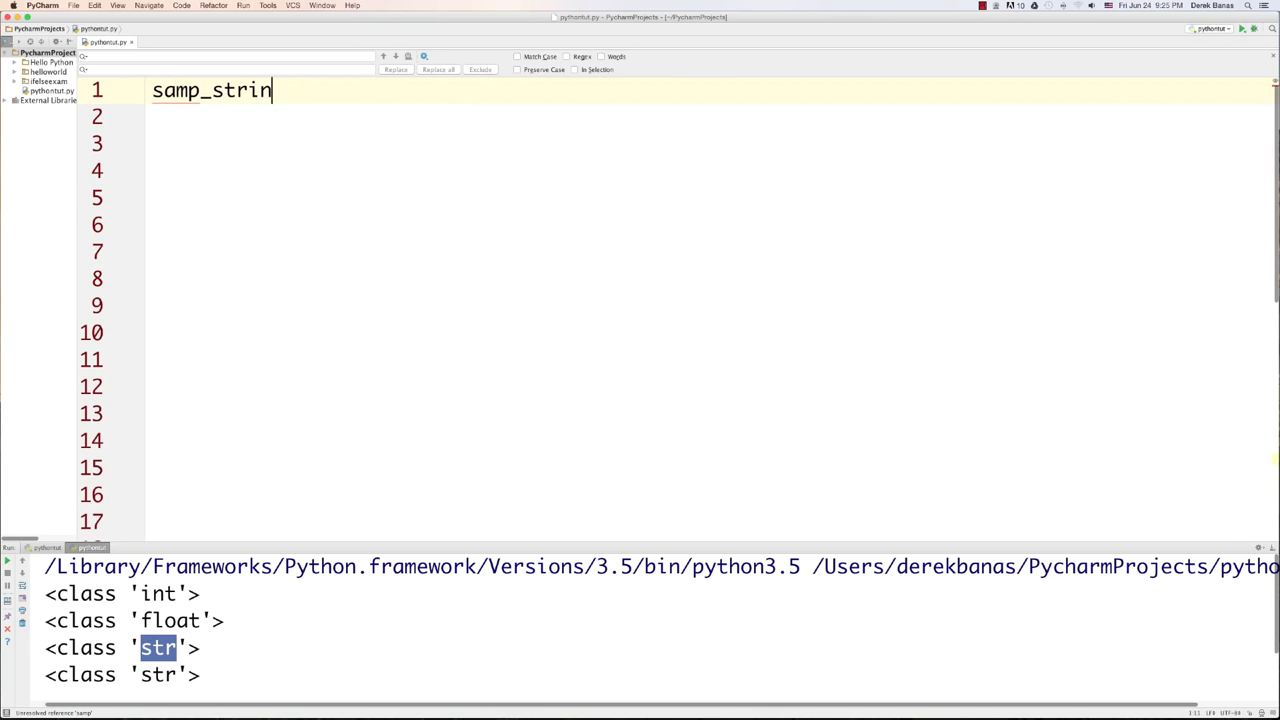 PyCharm File Edit View Navigate Code Refactor Run Tools VCS Window Help 10 Fri Jun 24 9:25 PM Derek Banas
pythontut.py - PycharmProjects - [~/PycharmProjects]
PycharmProjects pythontut.py pythontut
pythontut.py ×
PycharmProject
Hello Python
helloworld
ifelseexam
pythontut.py
External Librarie
Match Case Regex Words
Replace Replace all Exclude Preserve Case In Selection
1 samp_strin
2
3
4
5
6
7
8
9
10
11
12
13
14
15
16
17
Run: pythontut pythontut
/Library/Frameworks/Python.framework/Versions/3.5/bin/python3.5 /Users/derekbanas/PycharmProjects/pytho
<class 'int'>
<class 'float'>
<class 'str'>
<class 'str'>
Unresolved reference 'samp' 1:11 LF÷ UTF-8÷